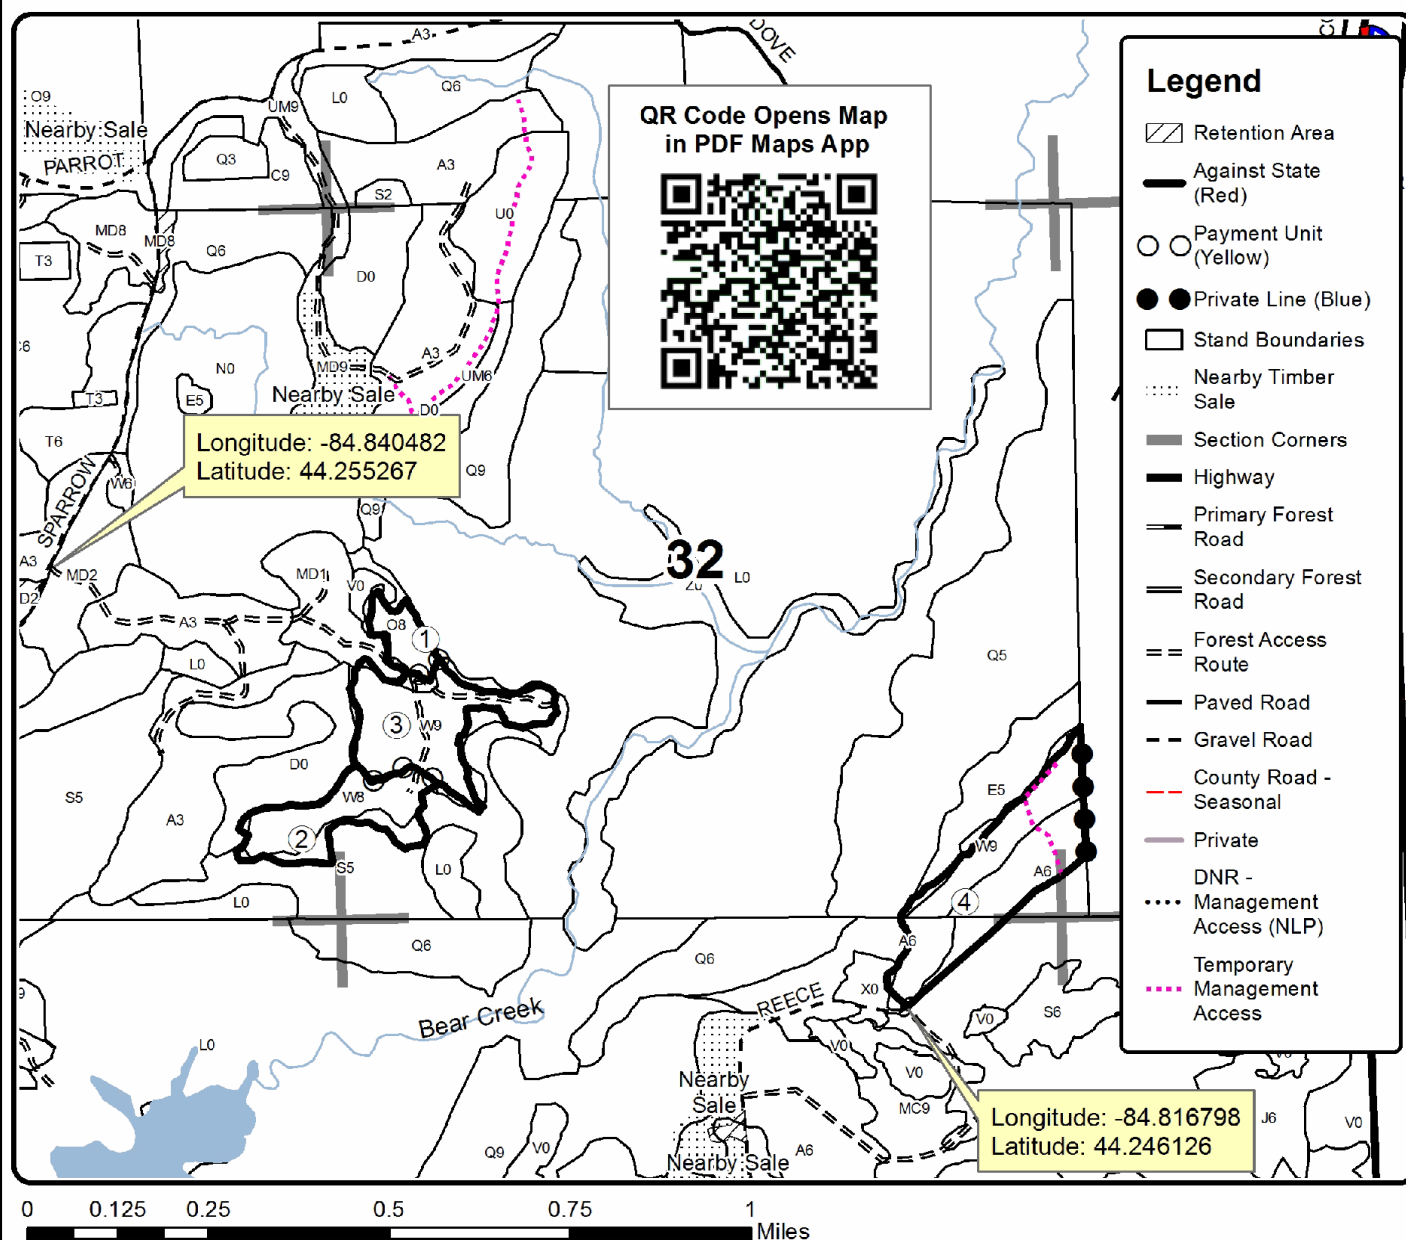 A3
DOVE
O9
Nearby Sale
PARROT
UM9
L0
Q6
Q3
C9
A3
S2
U0
MD8
MD8
Q6
T3
D0
N0
MD9
A3
UM6
T3
E5
Nearby Sale
D0
T6
Q9
W6
SPARROW
Longitude: -84.840482
Latitude: 44.255267
Q9
QR Code Opens Map
in PDF Maps App
32
L0
A3
MD2
D2
MD1
V0
O8
1
A3
L0
3
W9
Q5
D0
S5
W8
A3
2
S5
L0
L0
E5
W9
A6
4
Q6
A6
Q6
X0
REECE
V0
S6
V0
V0
MC9
Bear Creek
L0
Nearby
Sale
Nearby Sale
A6
Q9
V0
J6
V0
Longitude: -84.816798
Latitude: 44.246126
Legend
Retention Area
Against State
(Red)
Payment Unit
(Yellow)
Private Line (Blue)
Stand Boundaries
Nearby Timber
Sale
Section Corners
Highway
Primary Forest
Road
Secondary Forest
Road
Forest Access
Route
Paved Road
Gravel Road
County Road -
Seasonal
Private
DNR -
Management
Access (NLP)
Temporary
Management
Access
0 0.125 0.25 0.5 0.75 1
Miles